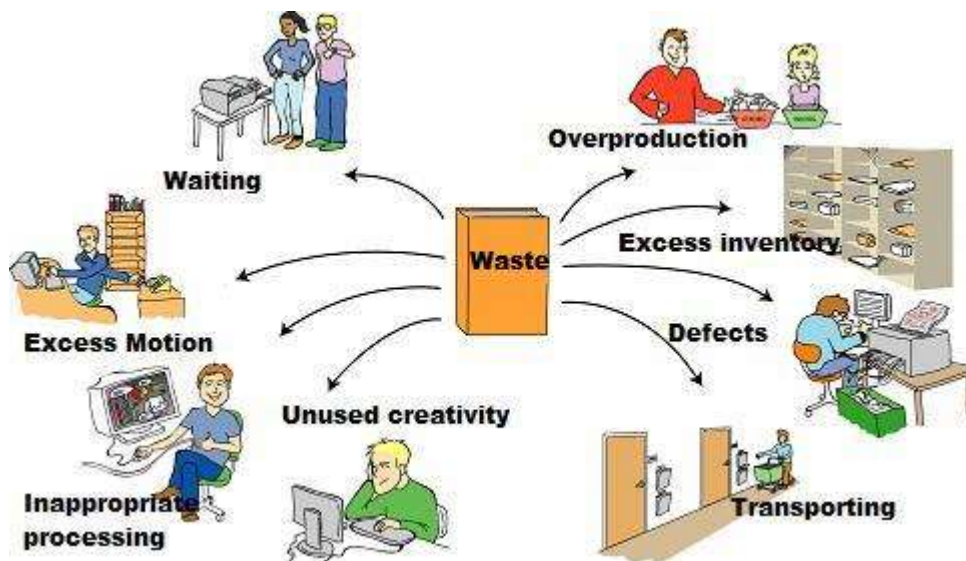 Waiting
Overproduction
Waste
Excess inventory
Excess Motion
Defects
Unused creativity
Inappropriate
processing
Transporting